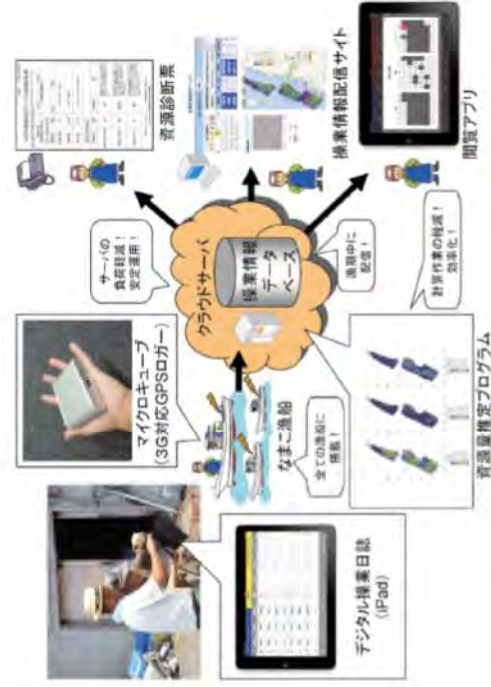 デジタル操業日誌
(iPad)
マイクロキューブ
(3G対応GPSロガー)
なまこ漁船
全ての漁船に
搭載!
サーバの
負荷軽減!
安定運用!
クラウドサーバ
操業情報
データ
ベース
漁期中に
配信!
資源量推定プログラム
計算作業の軽減!
効率化!
資源診断票
操業情報配信サイト
閲覧アプリ